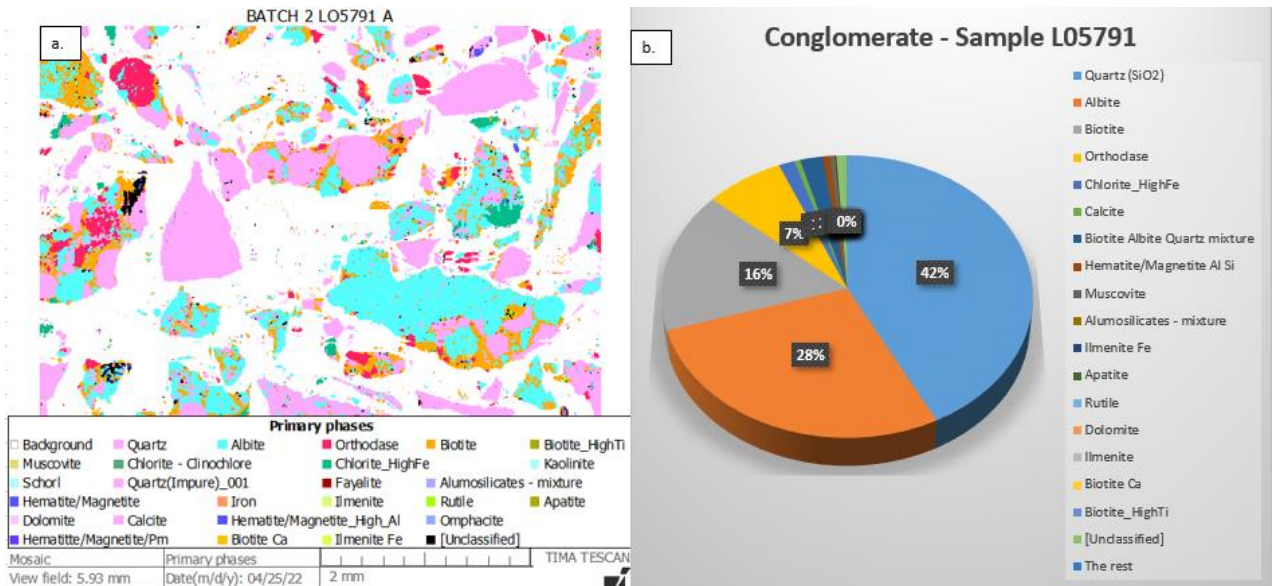 BATCH 2 LO5791 A
a.
Primary phases
Background Quartz Albite Orthoclase Biotite Biotite_HighTi
Muscovite Chlorite - Clinochlore Chlorite_HighFe Kaolinite
Schorl Quartz(Impure)_001 Fayalite Alumosilicates - mixture
Hematite/Magnetite Iron Ilmenite Rutile Apatite
Dolomite Calcite Hematite/Magnetite_High_Al Omphacite
Hematitte/Magnetite/Pm Biotite Ca Ilmenite Fe [Unclassified]
Mosaic Primary phases TIMA TESCAN
View field: 5.93 mm Date(m/d/y): 04/25/22 2 mm
b.
Conglomerate - Sample L05791
42%
28%
16%
7%
0%
Quartz (SiO2)
Albite
Biotite
Orthoclase
Chlorite_HighFe
Calcite
Biotite Albite Quartz mixture
Hematite/Magnetite Al Si
Muscovite
Alumosilicates - mixture
Ilmenite Fe
Apatite
Rutile
Dolomite
Ilmenite
Biotite Ca
Biotite_HighTi
[Unclassified]
The rest